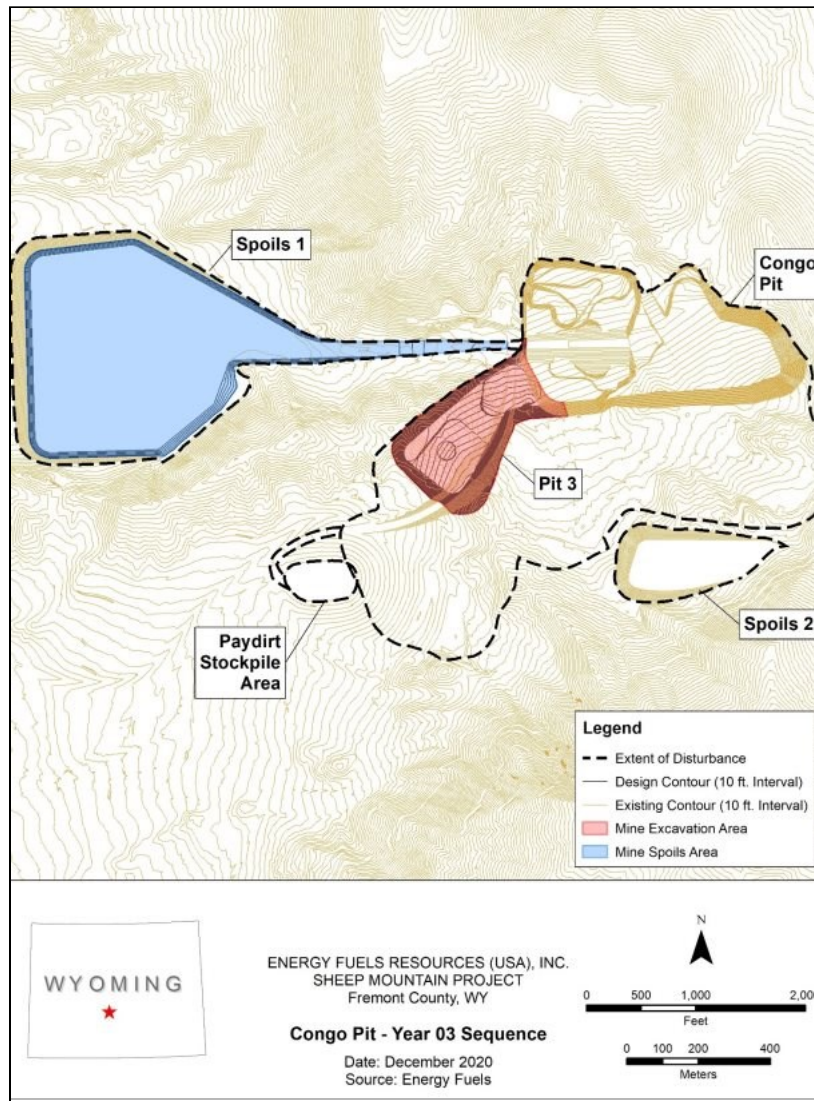 Spoils 1
Congo
Pit
Pit 3
Paydirt
Stockpile
Area
Spoils 2
Legend
Extent of Disturbance
Design Contour (10 ft. Interval)
Existing Contour (10 ft. Interval)
Mine Excavation Area
Mine Spoils Area
WYOMING
ENERGY FUELS RESOURCES (USA), INC.
SHEEP MOUNTAIN PROJECT
Fremont County, WY
Congo Pit - Year 03 Sequence
Date: December 2020
Source: Energy Fuels
N
0 500 1,000 2,00
Feet
0 100 200 400
Meters